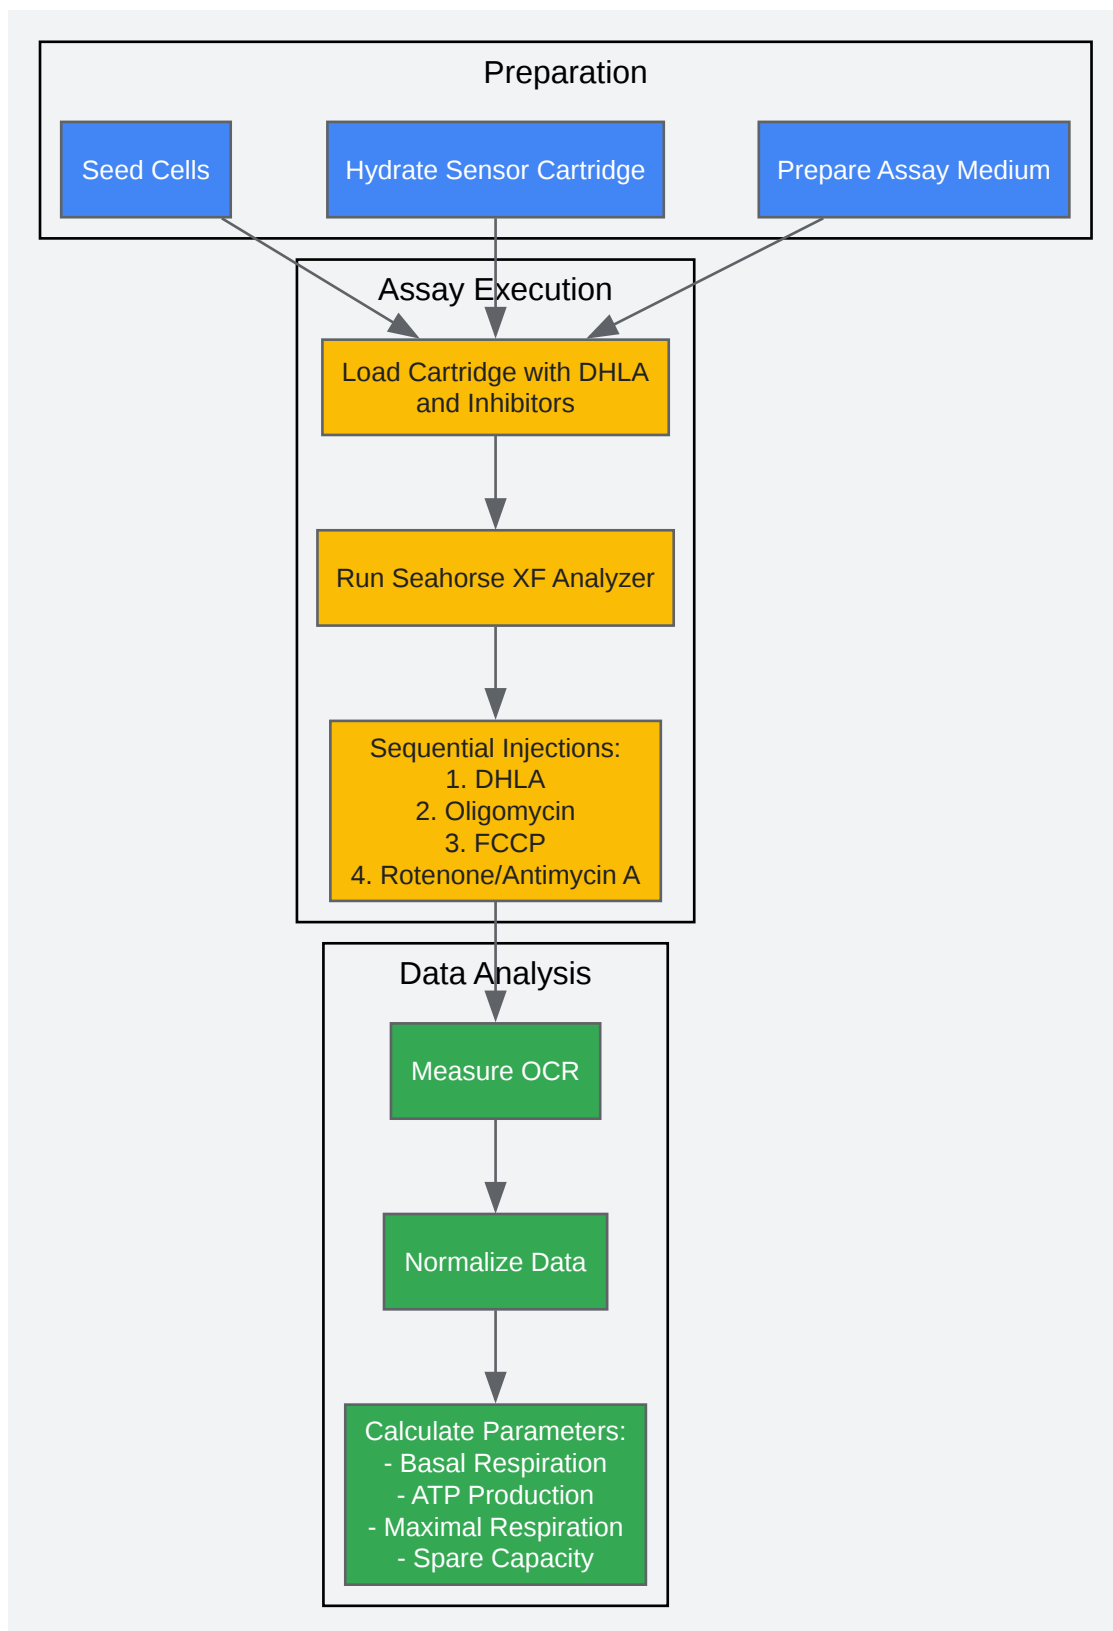 Preparation
Seed Cells
Hydrate Sensor Cartridge
Prepare Assay Medium
Assay Execution
Load Cartridge with DHLA
and Inhibitors
Run Seahorse XF Analyzer
Sequential Injections:
1. DHLA
2. Oligomycin
3. FCCP
4. Rotenone/Antimycin A
Data Analysis
Measure OCR
Normalize Data
Calculate Parameters:
- Basal Respiration
- ATP Production
- Maximal Respiration
- Spare Capacity